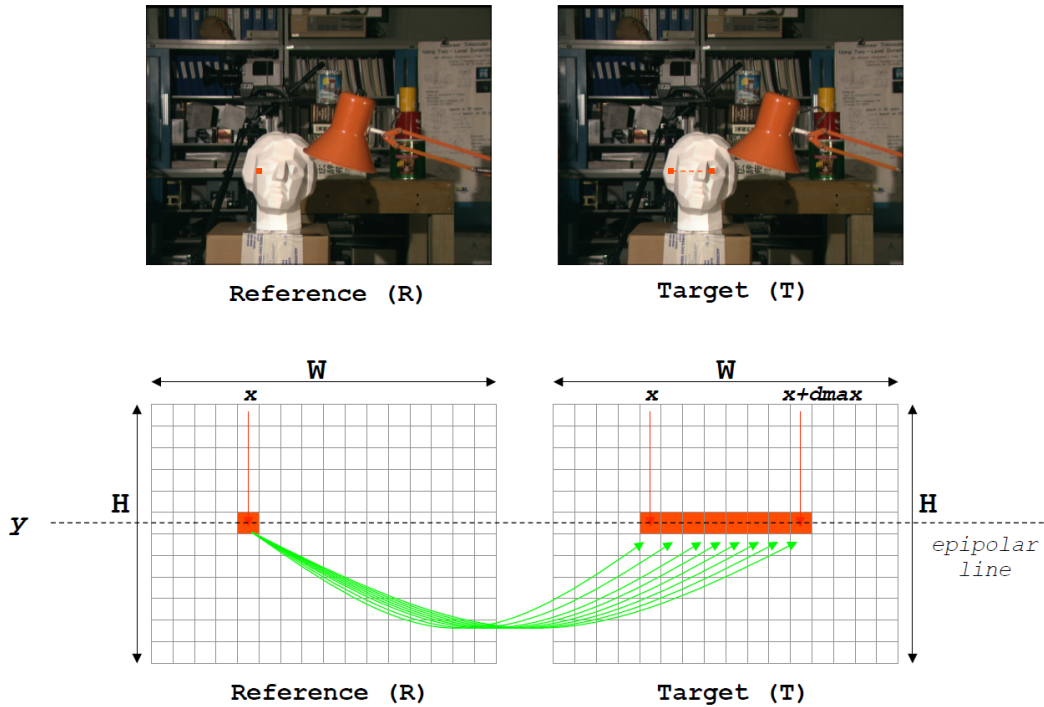 Reference (R)
Target (T)
W
W
x
x
x+dmax
H
H
y
epipolar
line
Reference (R)
Target (T)